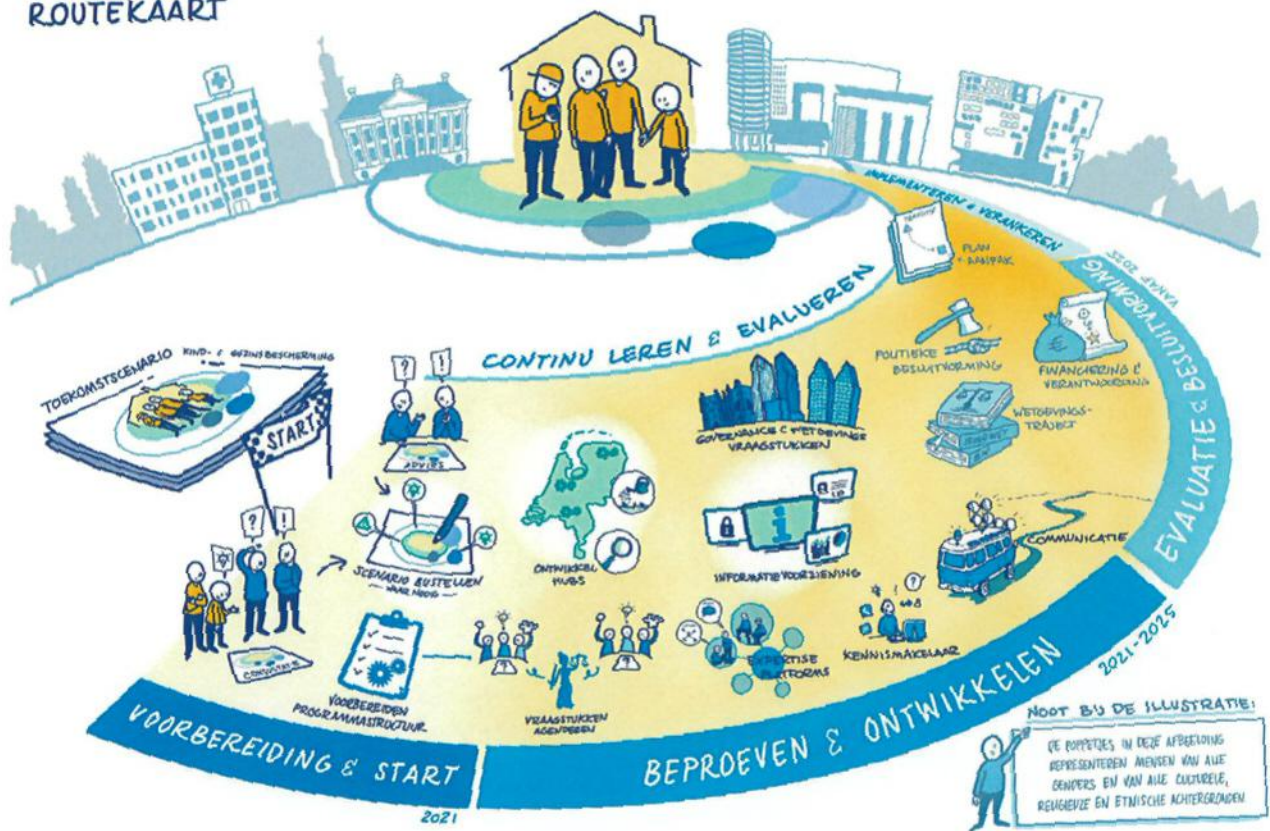 ROUTEKAART
IMPLEMENTEREN & VERANKEREN
PLAN
AANPAK
VANAF 2025
EVALUATIE & BESLUITVORMING
CONTINU LEREN & EVALUEREN
POLITIEKE
BESLUITVORMING
FINANCIERING &
VERANTWOORDING
WETGEVINGS-
TRAJECT
TOEKOMSTSCENARIO KIND- & GEZINSBESCHERMING
START
? !
ADVIES
GOVERNANCE & WETGEVINGS
VRAAGSTUKKEN
SCENARIO BIJSTELLEN
WAAR NODIG
ONTWIKKEL
HUBS
i
INFORMATIEVOORZIENING
COMMUNICATIE
? !
CONSULTATIE
VOORBEREIDEN
PROGRAMMASTRUCTUUR
? ?
VRAAGSTUKKEN
AGENDEREN
EXPERTISE
PLATFORMS
?
KENNISMAKELAAR
VOORBEREIDING & START
2021
BEPROEVEN & ONTWIKKELEN
2021-2025
NOOT BIJ DE ILLUSTRATIE:
DE POPPETJES IN DEZE AFBEELDING
REPRESENTEREN MENSEN VAN ALLE
GENDERS EN VAN ALLE CULTURELE,
RELIGIEUZE EN ETNISCHE ACHTERGRONDEN